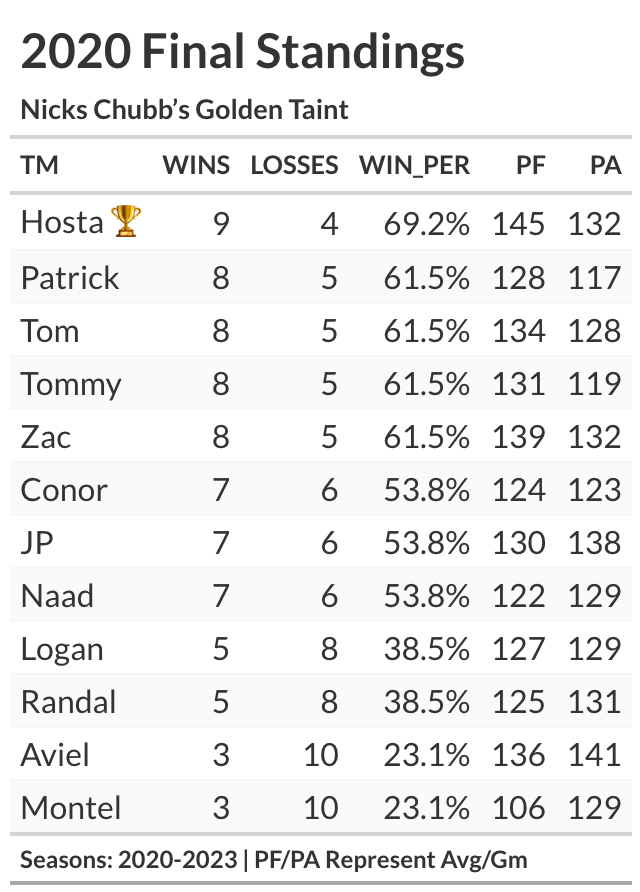 2020 Final Standings
Nicks Chubb's Golden Taint
TM WINS LOSSES WIN_PER PF PA
Hosta 🏆 9 4 69.2% 145 132
Patrick 8 5 61.5% 128 117
Tom 8 5 61.5% 134 128
Tommy 8 5 61.5% 131 119
Zac 8 5 61.5% 139 132
Conor 7 6 53.8% 124 123
JP 7 6 53.8% 130 138
Naad 7 6 53.8% 122 129
Logan 5 8 38.5% 127 129
Randal 5 8 38.5% 125 131
Aviel 3 10 23.1% 136 141
Montel 3 10 23.1% 106 129
Seasons: 2020-2023 | PF/PA Represent Avg/Gm